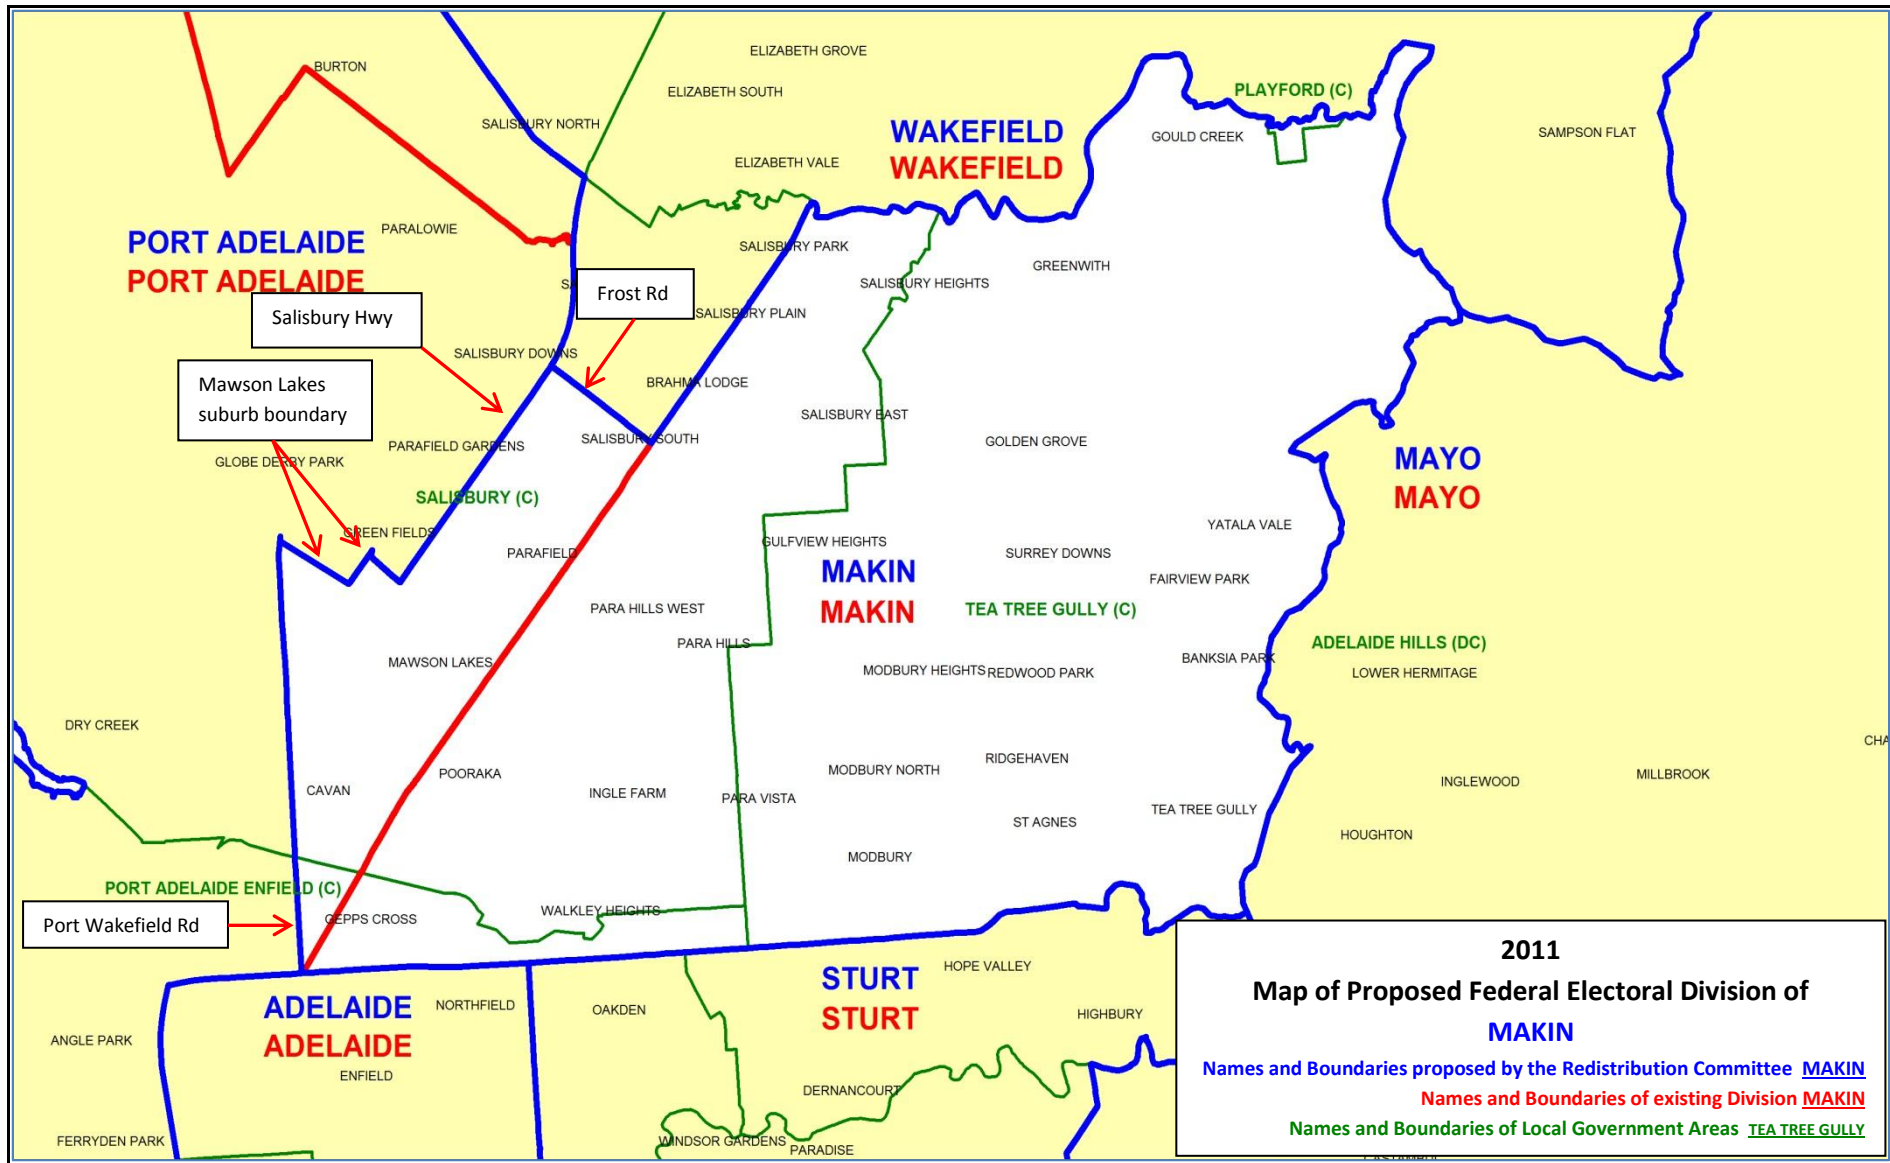 ELIZABETH GROVE
BURTON
ELIZABETH SOUTH
PLAYFORD (C)
SALISBURY NORTH
WAKEFIELD
WAKEFIELD
GOULD CREEK
SAMPSON FLAT
ELIZABETH VALE
PARALOWIE
PORT ADELAIDE
PORT ADELAIDE
SALISBURY PARK
GREENWITH
SALISBURY HEIGHTS
Frost Rd
SALISBURY PLAIN
Salisbury Hwy
SALISBURY DOWNS
Mawson Lakes
suburb boundary
BRAHMA LODGE
SALISBURY EAST
PARAFIELD GARDENS
SALISBURY SOUTH
GOLDEN GROVE
GLOBE DERBY PARK
MAYO
MAYO
SALISBURY (C)
GREEN FIELDS
PARAFIELD
GULFVIEW HEIGHTS
YATALA VALE
SURREY DOWNS
MAKIN
MAKIN
FAIRVIEW PARK
PARA HILLS WEST
TEA TREE GULLY (C)
PARA HILLS
ADELAIDE HILLS (DC)
MAWSON LAKES
MODBURY HEIGHTS
REDWOOD PARK
BANKSIA PARK
LOWER HERMITAGE
DRY CREEK
CHA
RIDGEHAVEN
POORAKA
MODBURY NORTH
INGLEWOOD
MILLBROOK
CAVAN
INGLE FARM
PARA VISTA
TEA TREE GULLY
ST AGNES
HOUGHTON
MODBURY
PORT ADELAIDE ENFIELD (C)
GEPPS CROSS
WALKLEY HEIGHTS
Port Wakefield Rd
HOPE VALLEY
STURT
STURT
ADELAIDE
ADELAIDE
NORTHFIELD
OAKDEN
HIGHBURY
ANGLE PARK
ENFIELD
DERNANCOURT
FERRYDEN PARK
WINDSOR GARDENS
PARADISE
2011
Map of Proposed Federal Electoral Division of
MAKIN
Names and Boundaries proposed by the Redistribution Committee MAKIN
Names and Boundaries of existing Division MAKIN
Names and Boundaries of Local Government Areas TEA TREE GULLY